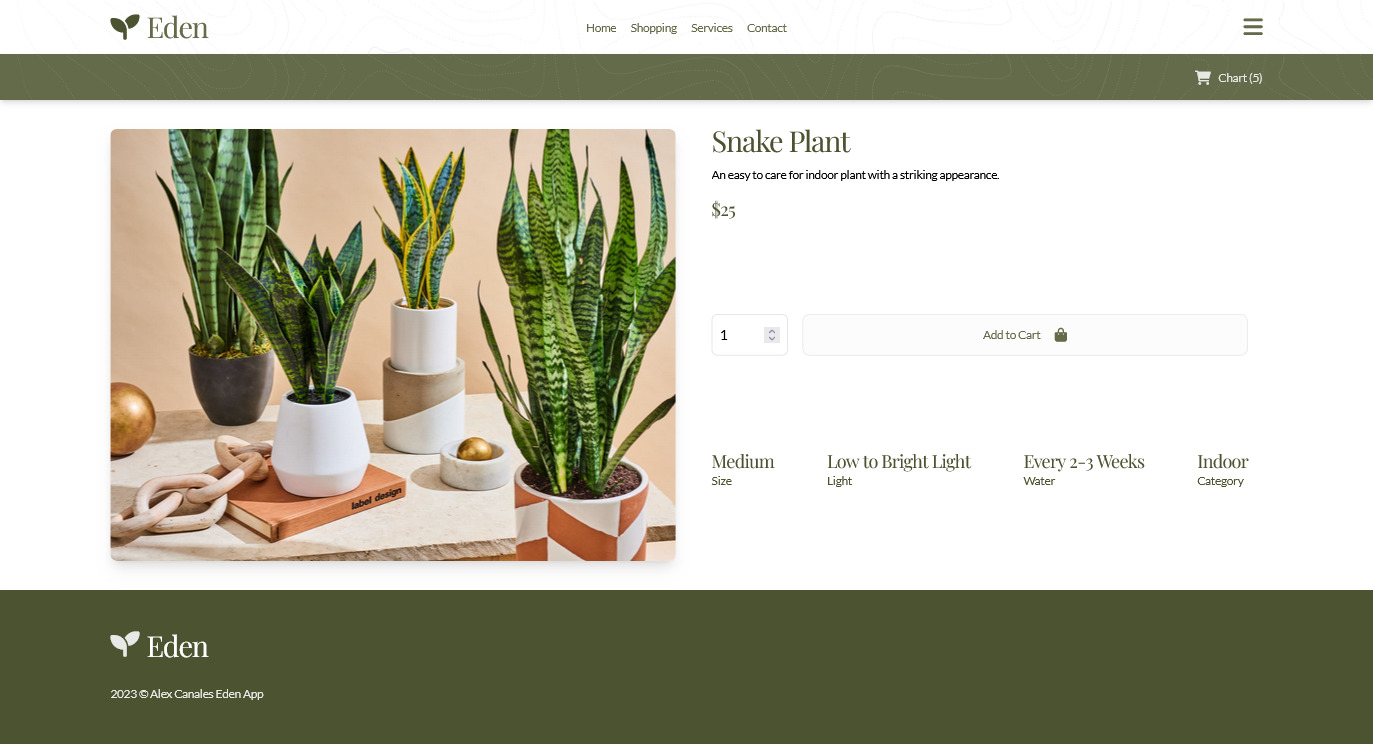 Eden
Home Shopping Services Contact
Chart (5)
Snake Plant
An easy to care for indoor plant with a striking appearance.
$25
1
Add to Cart
Medium Low to Bright Light Every 2-3 Weeks Indoor
Size Light Water Category
label design
Eden
2023 © Alex Canales Eden App